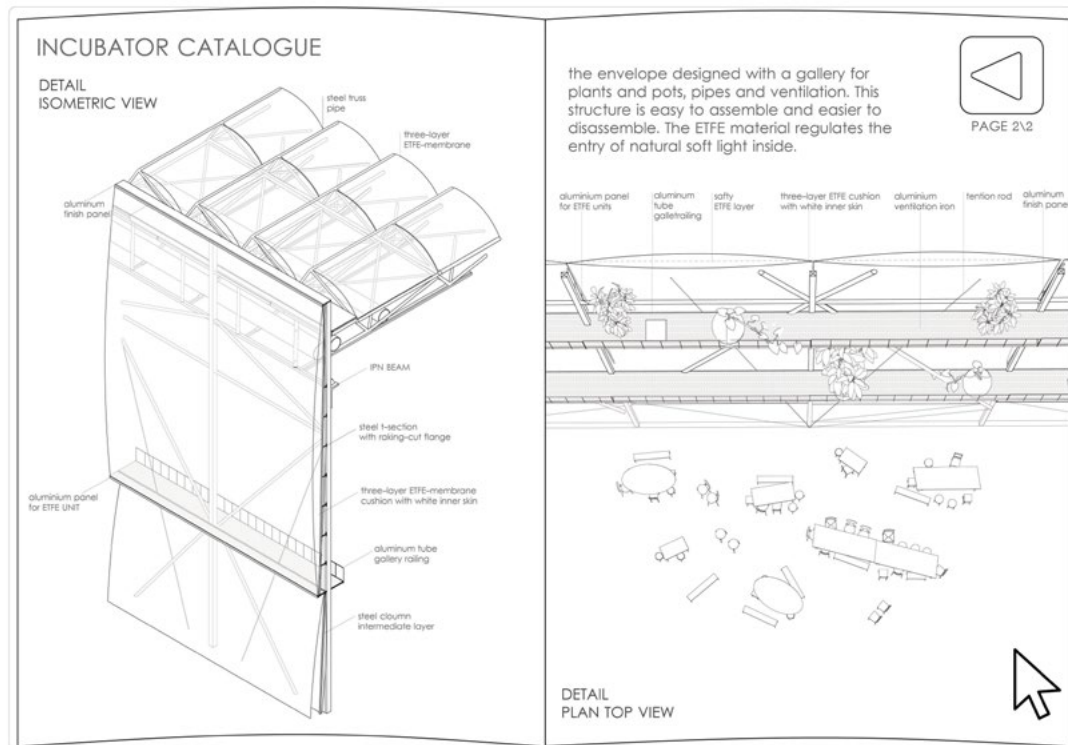 INCUBATOR CATALOGUE
DETAIL
ISOMETRIC VIEW
steel truss
pipe
three-layer
ETFE-membrane
aluminum
finish panel
IPN BEAM
steel t-section
with raking-cut flange
aluminium panel
for ETFE UNIT
three-layer ETFE-membrane
cushion with white inner skin
aluminum tube
gallery railing
steel cloumn
intermediate layer
the envelope designed with a gallery for
plants and pots, pipes and ventilation. This
structure is easy to assemble and easier to
disassemble. The ETFE material regulates the
entry of natural soft light inside.
PAGE 2\2
aluminium panel
for ETFE units
aluminum
tube
galletrailing
safty
ETFE layer
three-layer ETFE cushion
with white inner skin
aluminium
ventilation iron
tention rod
aluminum
finish panel
DETAIL
PLAN TOP VIEW